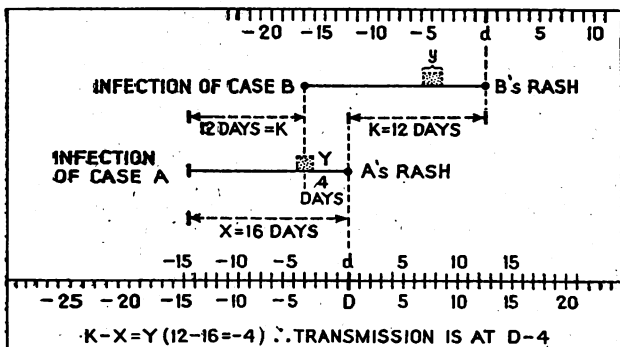 -20 -15 -10 -5 d 5 10
y
INFECTION OF CASE B B's RASH
12 DAYS=K K=12 DAYS
INFECTION
OF CASE A
Y
A's RASH
4
DAYS
X=16 DAYS
-15 -10 -5 d 5 10 15
-25 -20 -15 -10 -5 D 5 10 15 20
K-X=Y (12-16=-4) ∴TRANSMISSION IS AT D-4